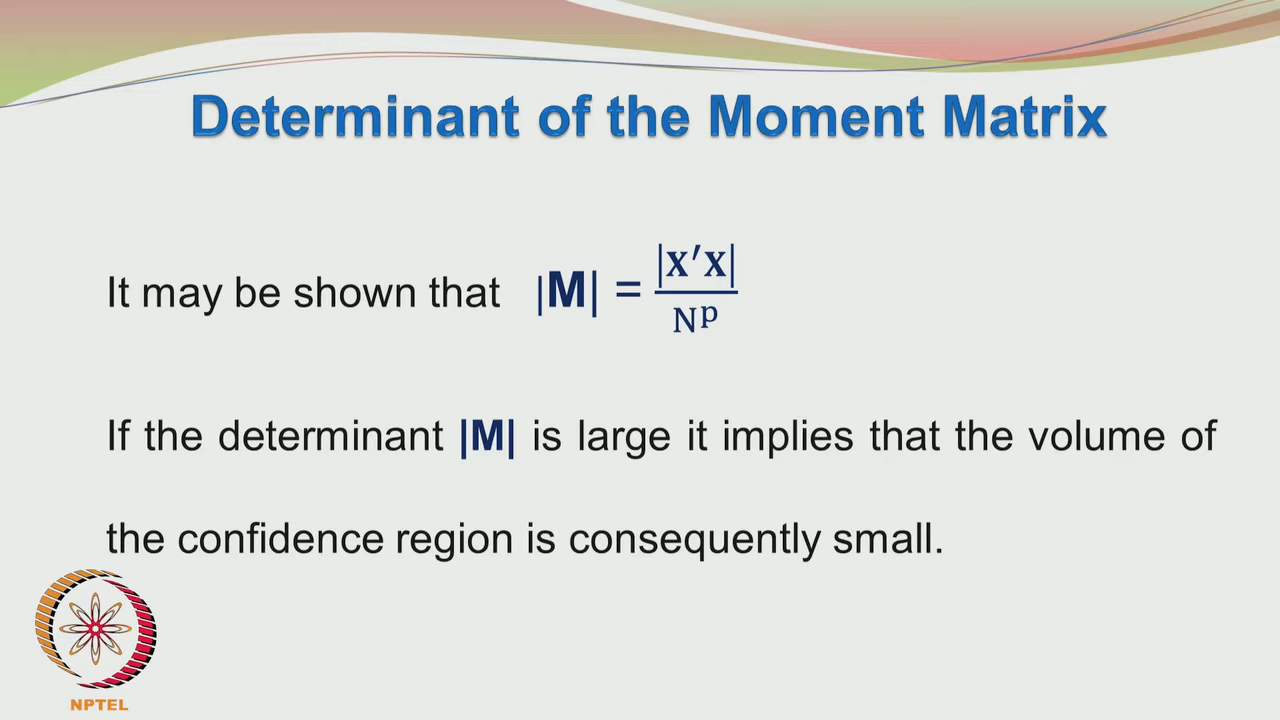 Determinant of the Moment Matrix
It may be shown that |M| = |X′X| / N^p
If the determinant |M| is large it implies that the volume of
the confidence region is consequently small.
NPTEL